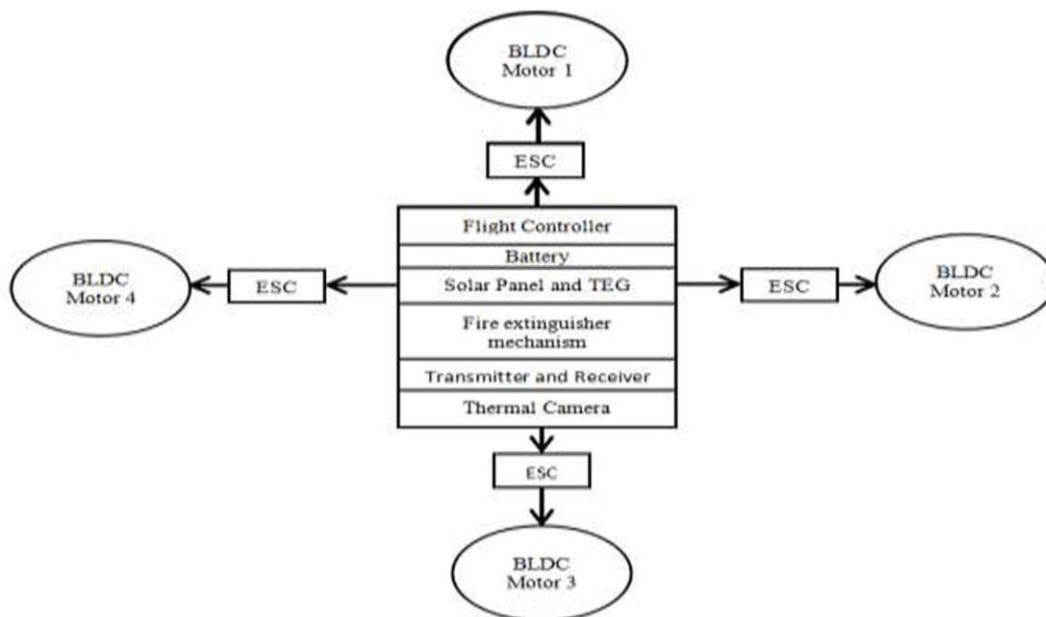 BLDC
Motor 1
ESC
Flight Controller
Battery
Solar Panel and TEG
Fire extinguisher
mechanism
Transmitter and Receiver
Thermal Camera
BLDC
Motor 4
ESC
ESC
BLDC
Motor 2
ESC
BLDC
Motor 3